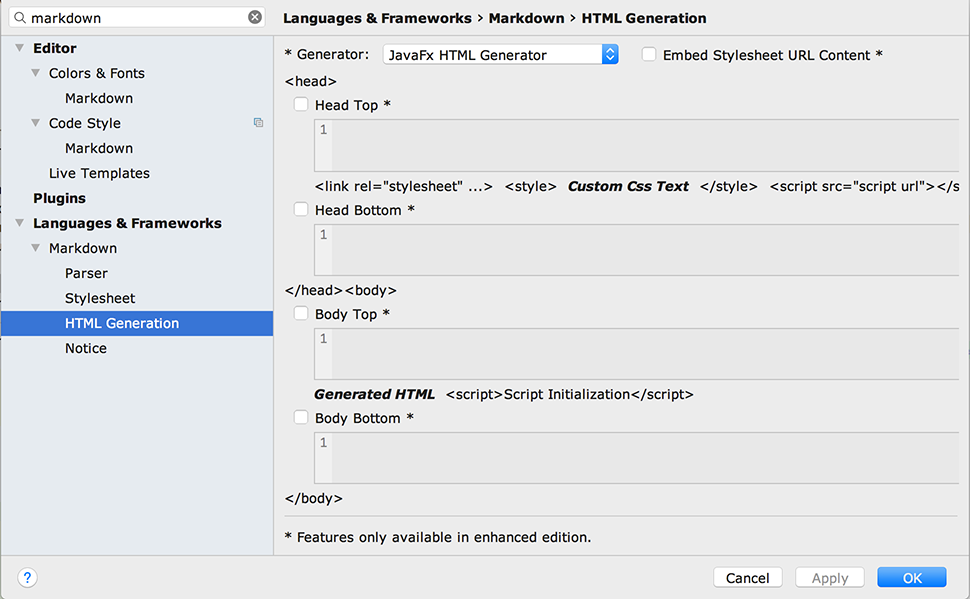 markdown
Languages & Frameworks › Markdown › HTML Generation
Editor
Colors & Fonts
Markdown
Code Style
Markdown
Live Templates
Plugins
Languages & Frameworks
Markdown
Parser
Stylesheet
HTML Generation
Notice
* Generator: JavaFx HTML Generator Embed Stylesheet URL Content *
<head>
Head Top *
1
<link rel="stylesheet" ...> <style> Custom Css Text </style> <script src="script url"></s
Head Bottom *
1
</head><body>
Body Top *
1
Generated HTML <script>Script Initialization</script>
Body Bottom *
1
</body>
* Features only available in enhanced edition.
? Cancel Apply OK